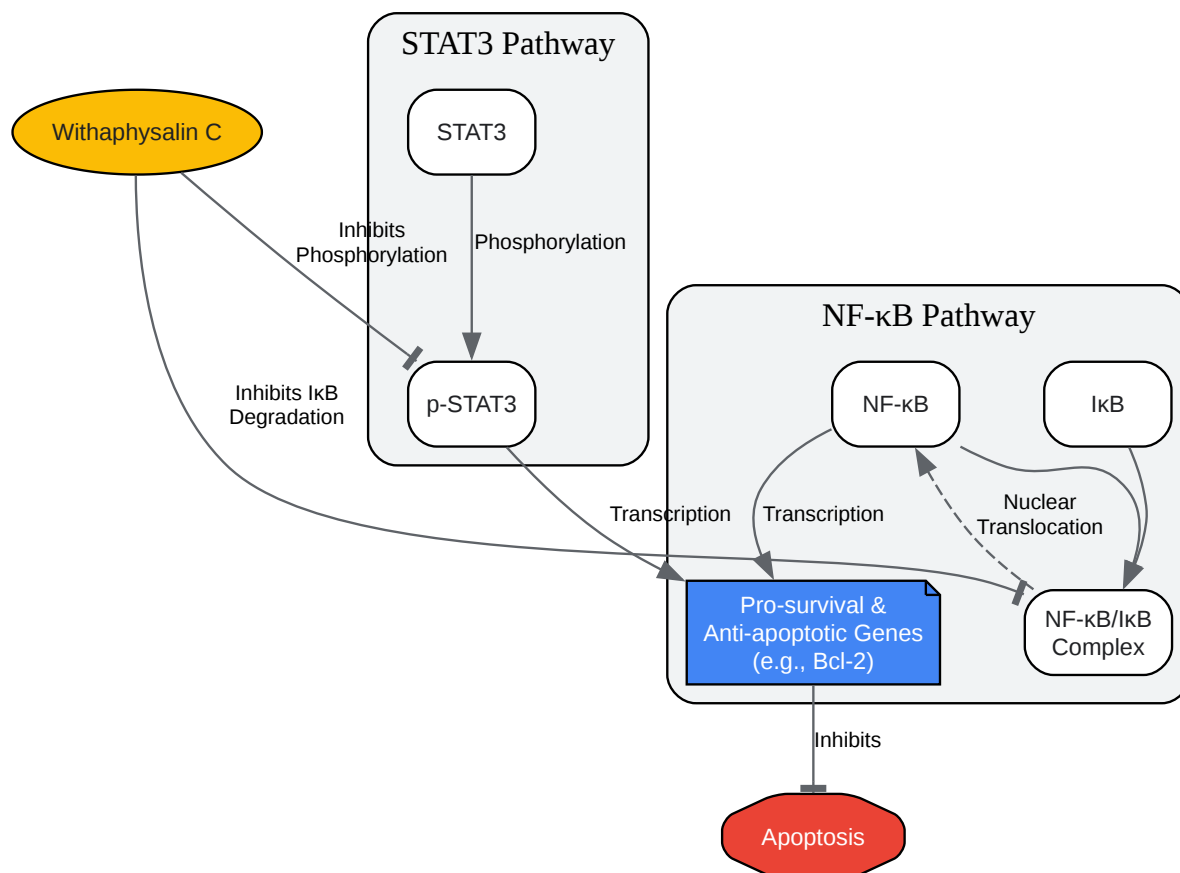 STAT3 Pathway
Withaphysalin C
STAT3
Inhibits
Phosphorylation
Phosphorylation
NF-κB Pathway
Inhibits IκB
Degradation
p-STAT3
NF-κB
IκB
Transcription
Transcription
Nuclear
Translocation
Pro-survival &
Anti-apoptotic Genes
(e.g., Bcl-2)
NF-κB/IκB
Complex
Inhibits
Apoptosis